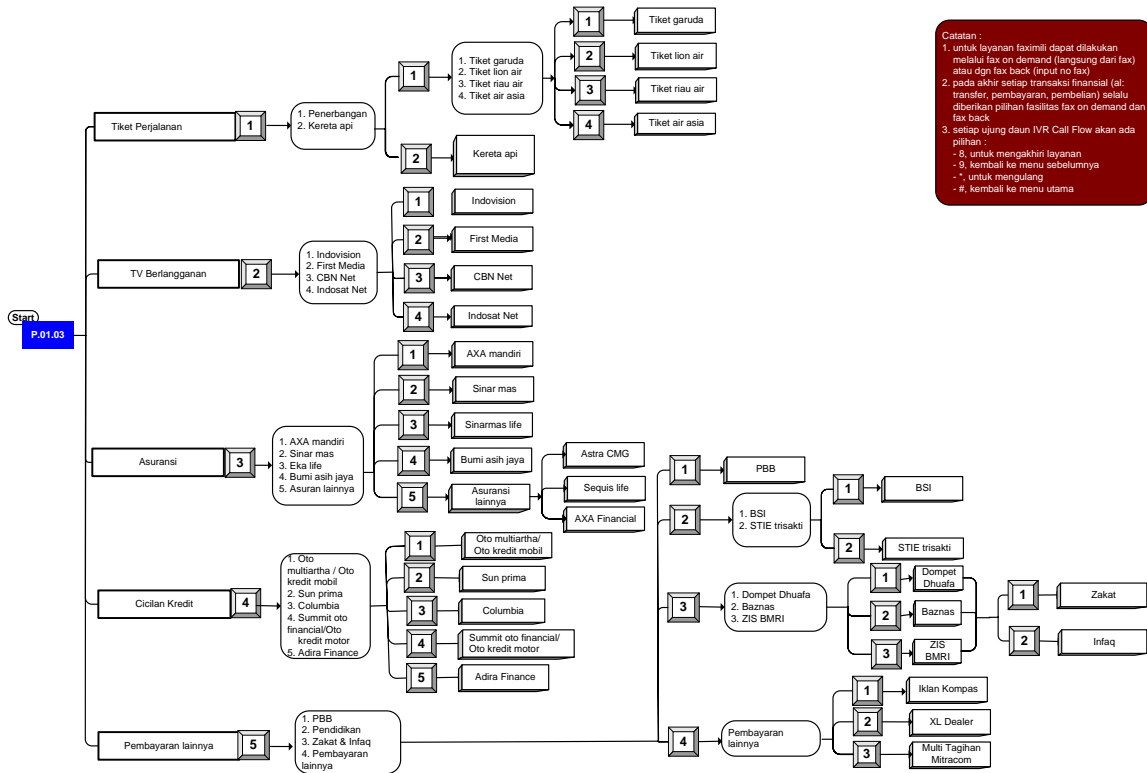 Start
P.01.03
Tiket Perjalanan
1
1. Penerbangan
2. Kereta api
1
1. Tiket garuda
2. Tiket lion air
3. Tiket riau air
4. Tiket air asia
1
Tiket garuda
2
Tiket lion air
3
Tiket riau air
4
Tiket air asia
2
Kereta api
Catatan :
1. untuk layanan faximili dapat dilakukan
melalui fax on demand (langsung dari fax)
atau dgn fax back (input no fax)
2. pada akhir setiap transaksi finansial (al:
transfer, pembayaran, pembelian) selalu
diberikan pilihan fasilitas fax on demand dan
fax back
3. setiap ujung daun IVR Call Flow akan ada
pilihan :
- 8, untuk mengakhiri layanan
- 9, kembali ke menu sebelumnya
- *, untuk mengulang
- #, kembali ke menu utama
TV Berlangganan
2
1. Indovision
2. First Media
3. CBN Net
4. Indosat Net
1
Indovision
2
First Media
3
CBN Net
4
Indosat Net
Asuransi
3
1. AXA mandiri
2. Sinar mas
3. Eka life
4. Bumi asih jaya
5. Asuran lainnya
1
AXA mandiri
2
Sinar mas
3
Sinarmas life
4
Bumi asih jaya
5
Asuransi
lainnya
Astra CMG
Sequis life
AXA Financial
Cicilan Kredit
4
1. Oto
multiartha / Oto
kredit mobil
2. Sun prima
3. Columbia
4. Summit oto
financial/Oto
kredit motor
5. Adira Finance
1
Oto multiartha/
Oto kredit mobil
2
Sun prima
3
Columbia
4
Summit oto financial/
Oto kredit motor
5
Adira Finance
Pembayaran lainnya
5
1. PBB
2. Pendidikan
3. Zakat & Infaq
4. Pembayaran
lainnya
1
PBB
2
1. BSI
2. STIE trisakti
1
BSI
2
STIE trisakti
3
1. Dompet Dhuafa
2. Baznas
3. ZIS BMRI
1
Dompet
Dhuafa
2
Baznas
3
ZIS
BMRI
1
Zakat
2
Infaq
4
Pembayaran
lainnya
1
Iklan Kompas
2
XL Dealer
3
Multi Tagihan
Mitracom